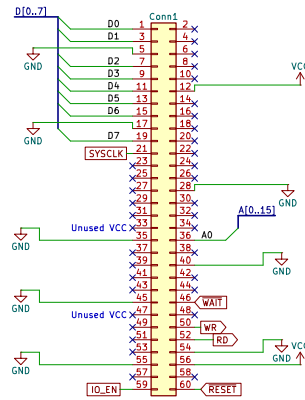 D[0..7]
Conn1
D0 1 2
D1 3 4
GND 5 6
D2 7 8
D3 9 10
D4 11 12 VCC
D5 13 14
D6 15 16
GND 17 18
D7 19 20
SYSCLK 21 22
23 24
25 26
27 28 GND
29 30
31 32 A[0..15]
Unused VCC 33 34
GND 35 36 A0
37 38
39 40 GND
41 42
43 44
GND 45 46 WAIT
Unused VCC 47 48
49 50 WR
51 52 RD
GND 53 54 GND
55 56 VCC
57 58
IO_EN 59 60 RESET